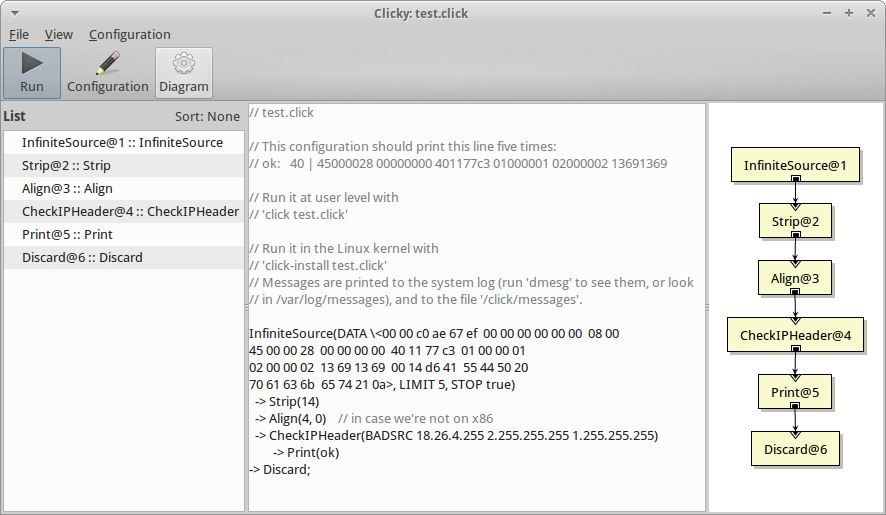 Clicky: test.click
File View Configuration
Run Configuration Diagram
List Sort: None
InfiniteSource@1 :: InfiniteSource
Strip@2 :: Strip
Align@3 :: Align
CheckIPHeader@4 :: CheckIPHeader
Print@5 :: Print
Discard@6 :: Discard
// test.click
// This configuration should print this line five times:
// ok:   40 | 45000028 00000000 401177c3 01000001 02000002 13691369
// Run it at user level with
// 'click test.click'
// Run it in the Linux kernel with
// 'click-install test.click'
// Messages are printed to the system log (run 'dmesg' to see them, or look
// in /var/log/messages), and to the file '/click/messages'.
InfiniteSource(DATA \<00 00 c0 ae 67 ef  00 00 00 00 00 00  08 00
45 00 00 28  00 00 00 00  40 11 77 c3  01 00 00 01
02 00 00 02  13 69 13 69  00 14 d6 41  55 44 50 20
70 61 63 6b  65 74 21 0a>, LIMIT 5, STOP true)
-> Strip(14)
-> Align(4, 0)    // in case we're not on x86
-> CheckIPHeader(BADSRC 18.26.4.255 2.255.255.255 1.255.255.255)
-> Print(ok)
-> Discard;
InfiniteSource@1
Strip@2
Align@3
CheckIPHeader@4
Print@5
Discard@6